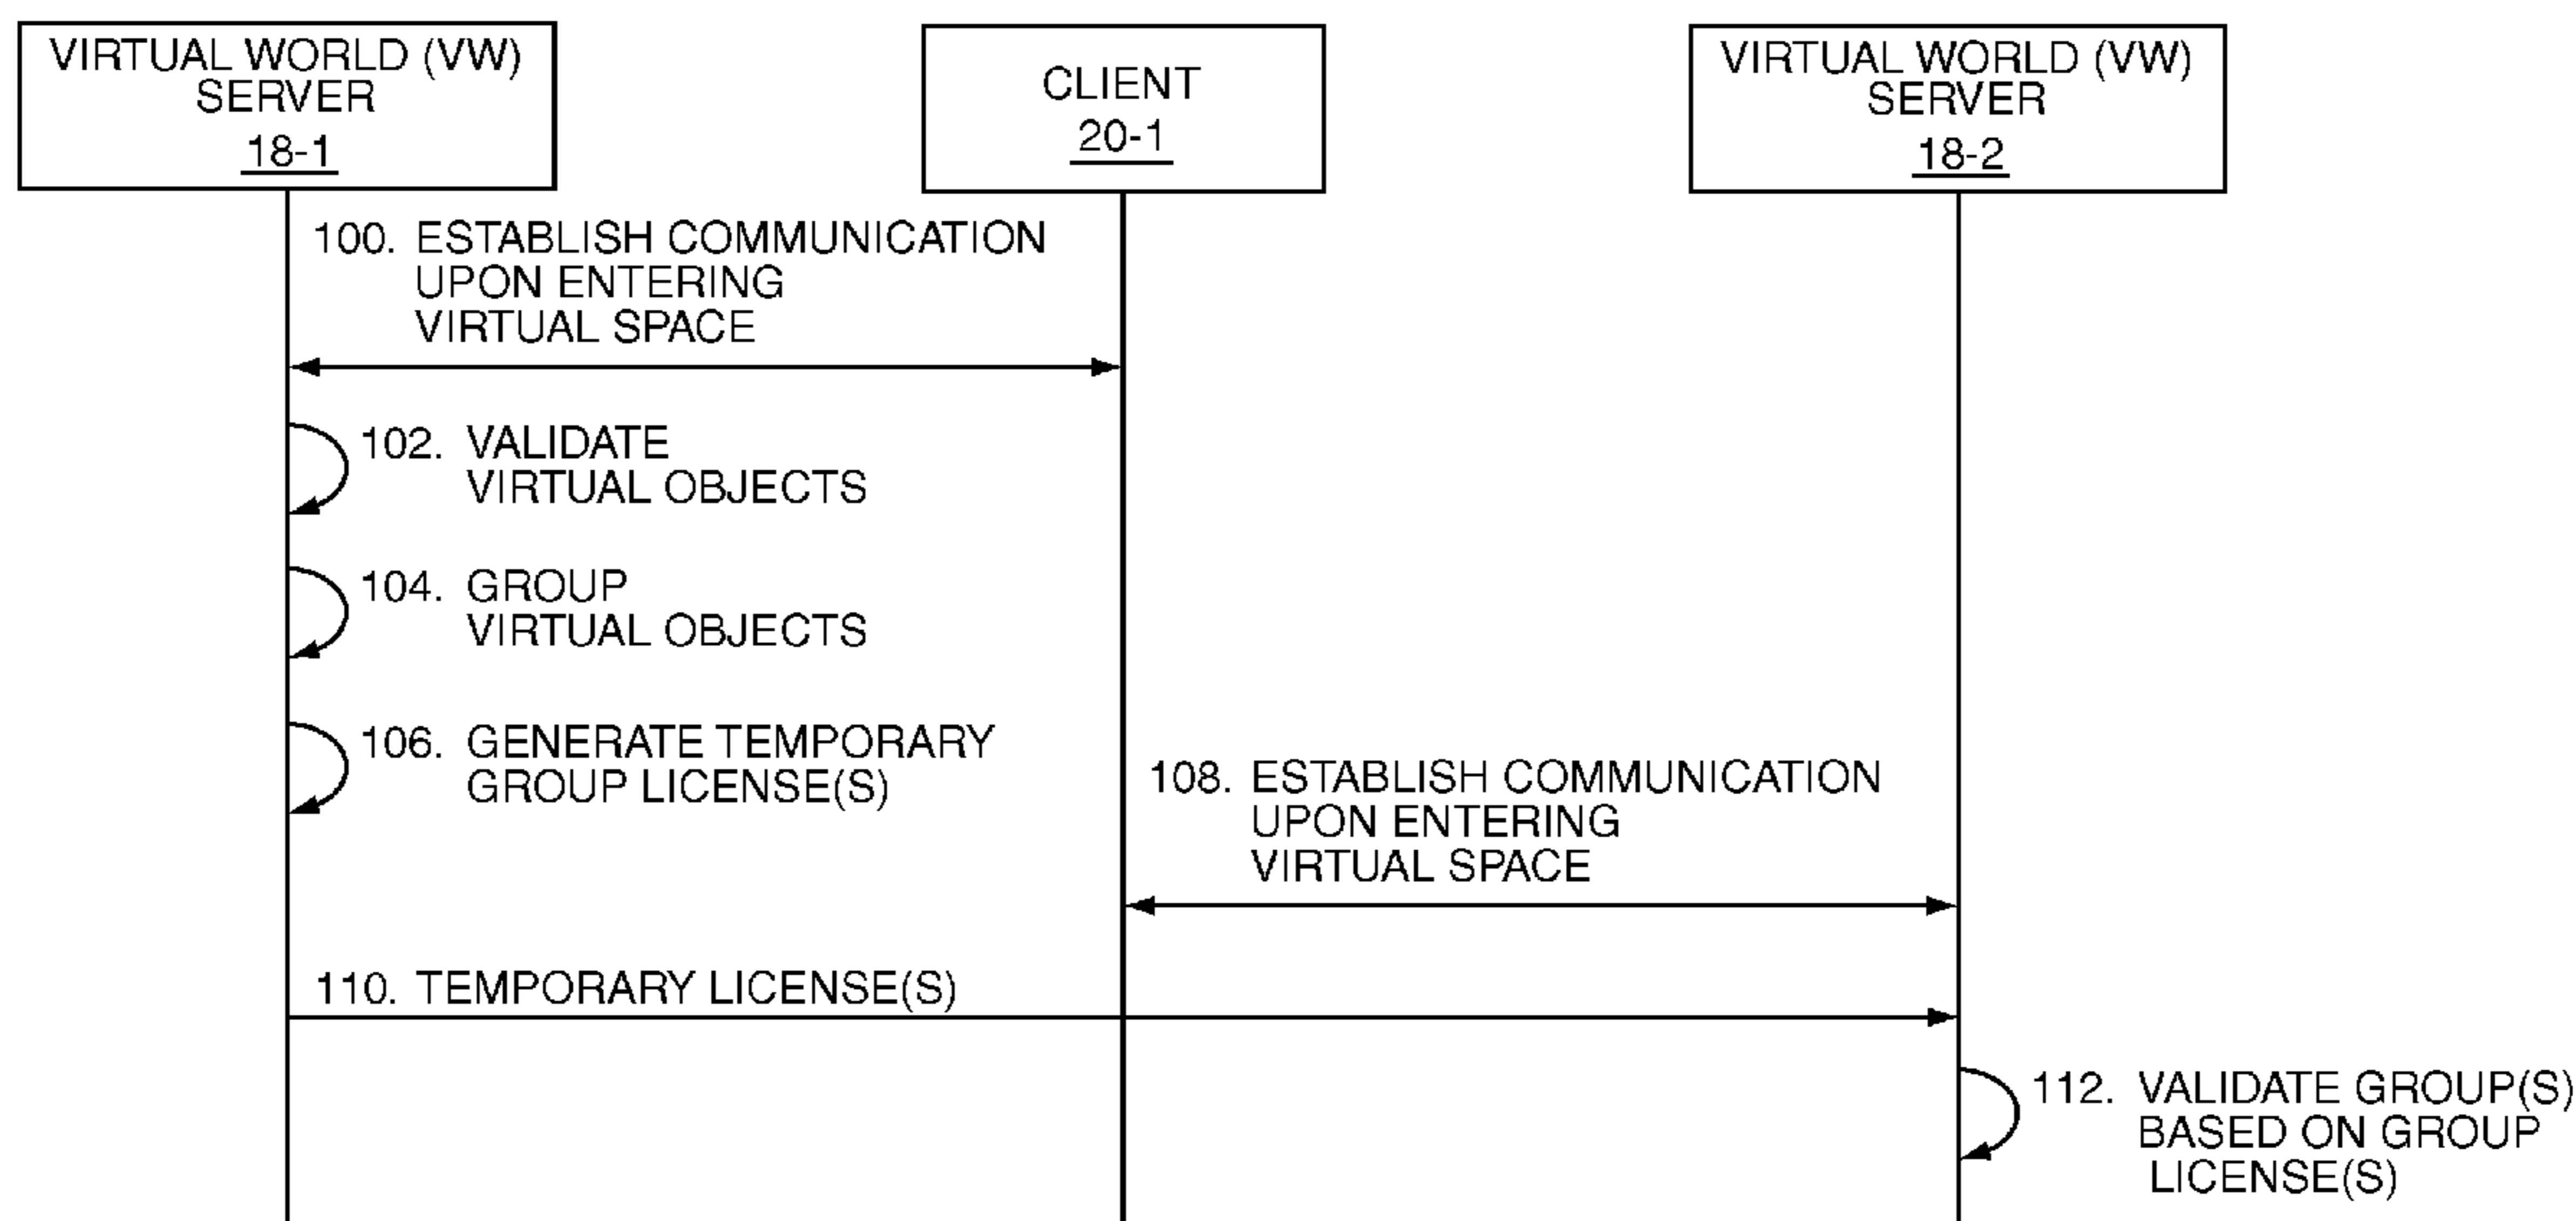 VIRTUAL WORLD (VW)
SERVER
18-1
CLIENT
20-1
VIRTUAL WORLD (VW)
SERVER
18-2
100. ESTABLISH COMMUNICATION
UPON ENTERING
VIRTUAL SPACE
102. VALIDATE
VIRTUAL OBJECTS
104. GROUP
VIRTUAL OBJECTS
106. GENERATE TEMPORARY
GROUP LICENSE(S)
108. ESTABLISH COMMUNICATION
UPON ENTERING
VIRTUAL SPACE
110. TEMPORARY LICENSE(S)
112. VALIDATE GROUP(S)
BASED ON GROUP
LICENSE(S)